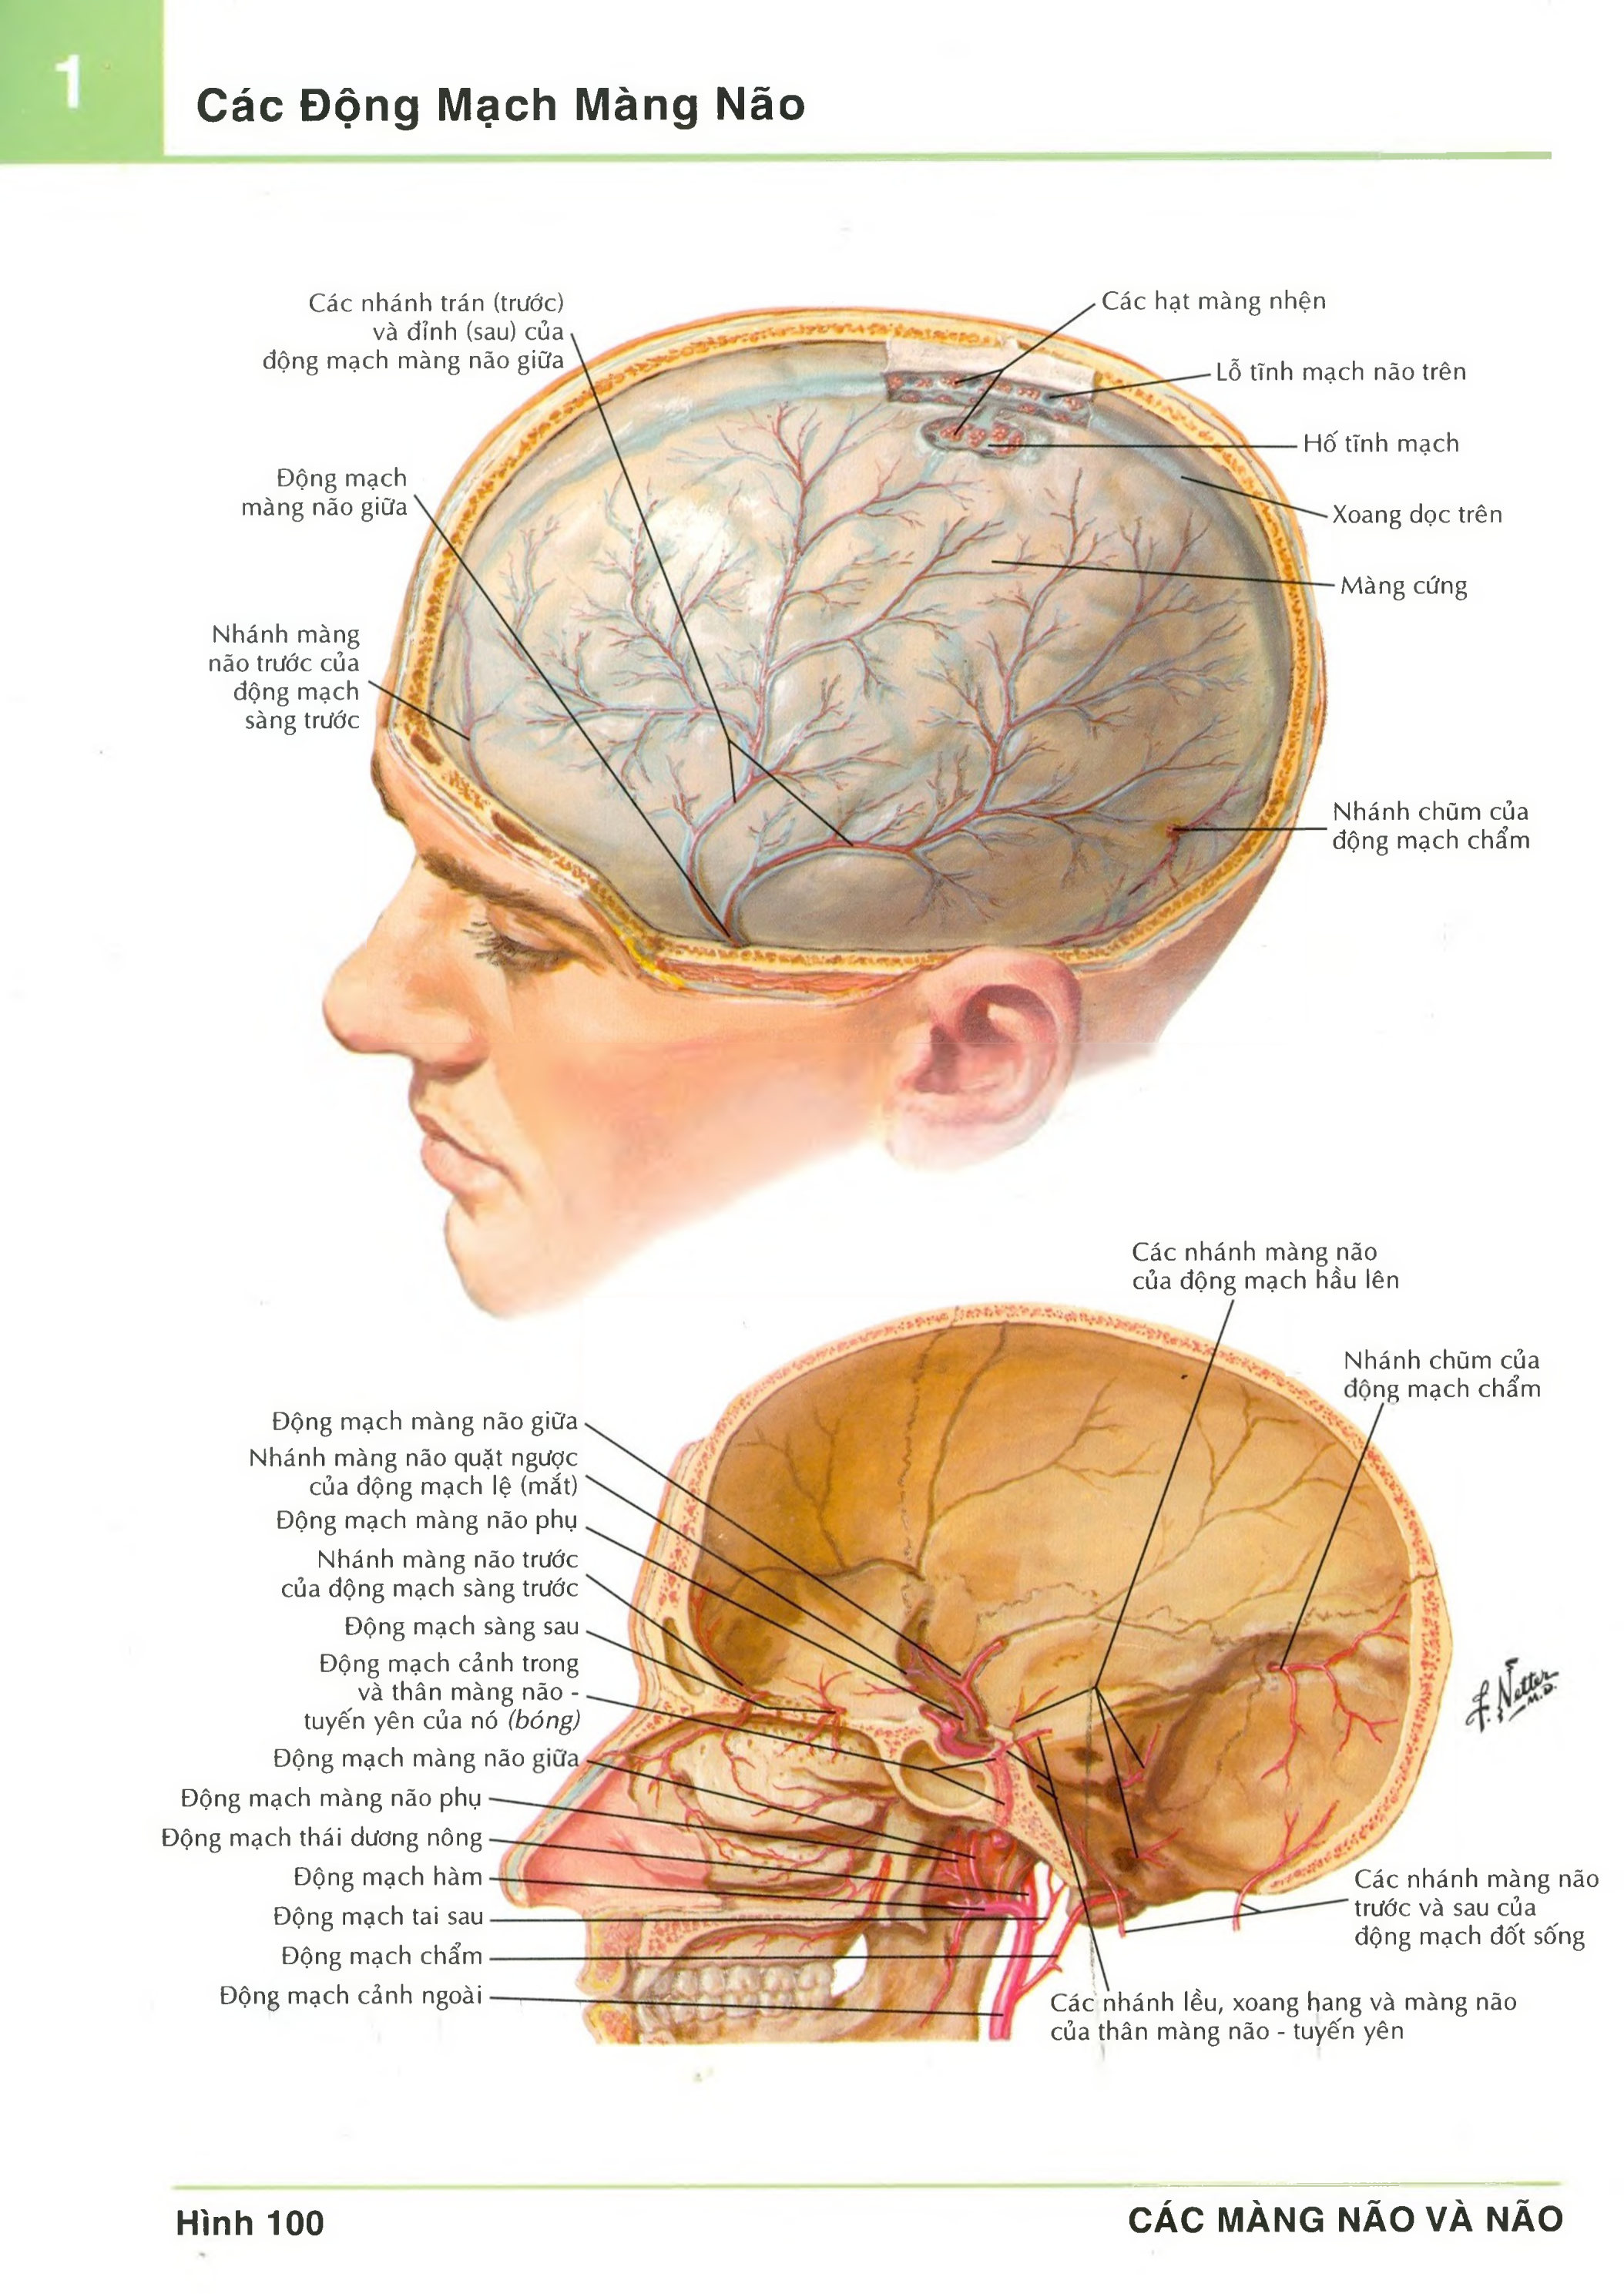 1
Các Động Mạch Màng Não
Các nhánh trán (trước)
và đỉnh (sau) của
động mạch màng não giữa
Động mạch
màng não giữa
Nhánh màng
não trước của
động mạch
sàng trước
Các hạt màng nhện
Lỗ tĩnh mạch não trên
Hố tĩnh mạch
Xoang dọc trên
Màng cứng
Nhánh chũm của
động mạch chẩm
Các nhánh màng não
của động mạch hầu lên
Nhánh chũm của
động mạch chẩm
Động mạch màng não giữa
Nhánh màng não quặt ngược
của động mạch lệ (mắt)
Động mạch màng não phụ
Nhánh màng não trước
của động mạch sàng trước
Động mạch sàng sau
Động mạch cảnh trong
và thân màng não -
tuyến yên của nó (bóng)
Động mạch màng não giữa
Động mạch màng não phụ
Động mạch thái dương nông
Động mạch hàm
Động mạch tai sau
Động mạch chẩm
Động mạch cảnh ngoài
F. Netter
M.D.
Các nhánh màng não
trước và sau của
động mạch đốt sống
Các nhánh lều, xoang hang và màng não
của thân màng não - tuyến yên
Hình 100
CÁC MÀNG NÃO VÀ NÃO